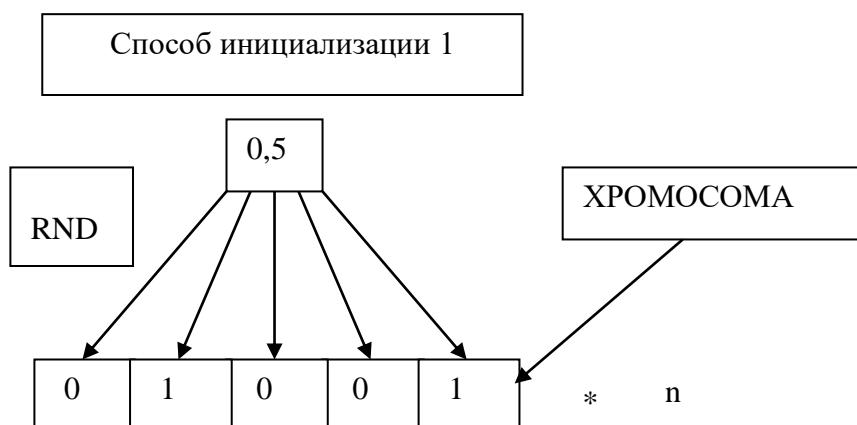 Способ инициализации 1
0,5
RND
ХРОМОСОМА
0 1 0 0 1 * n